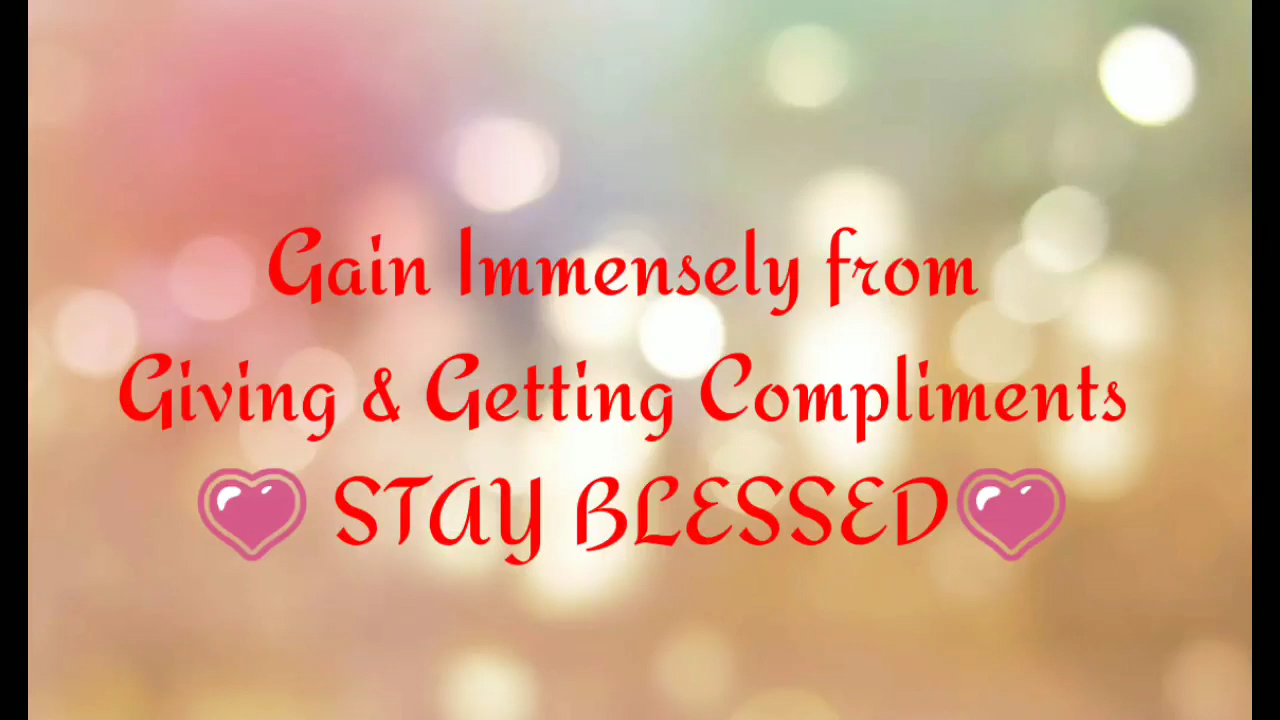 Gain Immensely from
Giving & Getting Compliments
💗 STAY BLESSED💗